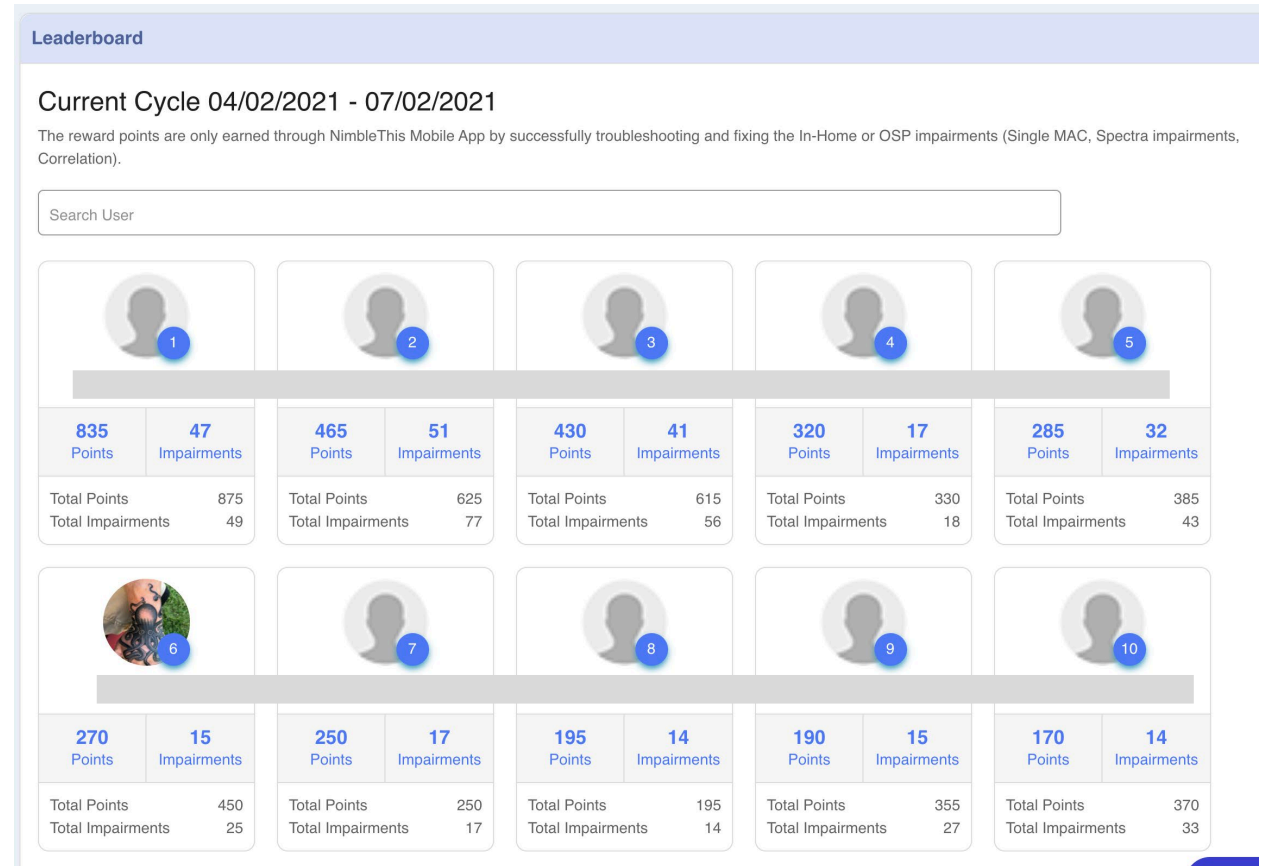 Leaderboard
Current Cycle 04/02/2021 - 07/02/2021
The reward points are only earned through NimbleThis Mobile App by successfully troubleshooting and fixing the In-Home or OSP impairments (Single MAC, Spectra impairments,
Correlation).
Search User
1 2 3 4 5
835 47 465 51 430 41 320 17 285 32
Points Impairments Points Impairments Points Impairments Points Impairments Points Impairments
Total Points 875 Total Points 625 Total Points 615 Total Points 330 Total Points 385
Total Impairments 49 Total Impairments 77 Total Impairments 56 Total Impairments 18 Total Impairments 43
6 7 8 9 10
270 15 250 17 195 14 190 15 170 14
Points Impairments Points Impairments Points Impairments Points Impairments Points Impairments
Total Points 450 Total Points 250 Total Points 195 Total Points 355 Total Points 370
Total Impairments 25 Total Impairments 17 Total Impairments 14 Total Impairments 27 Total Impairments 33